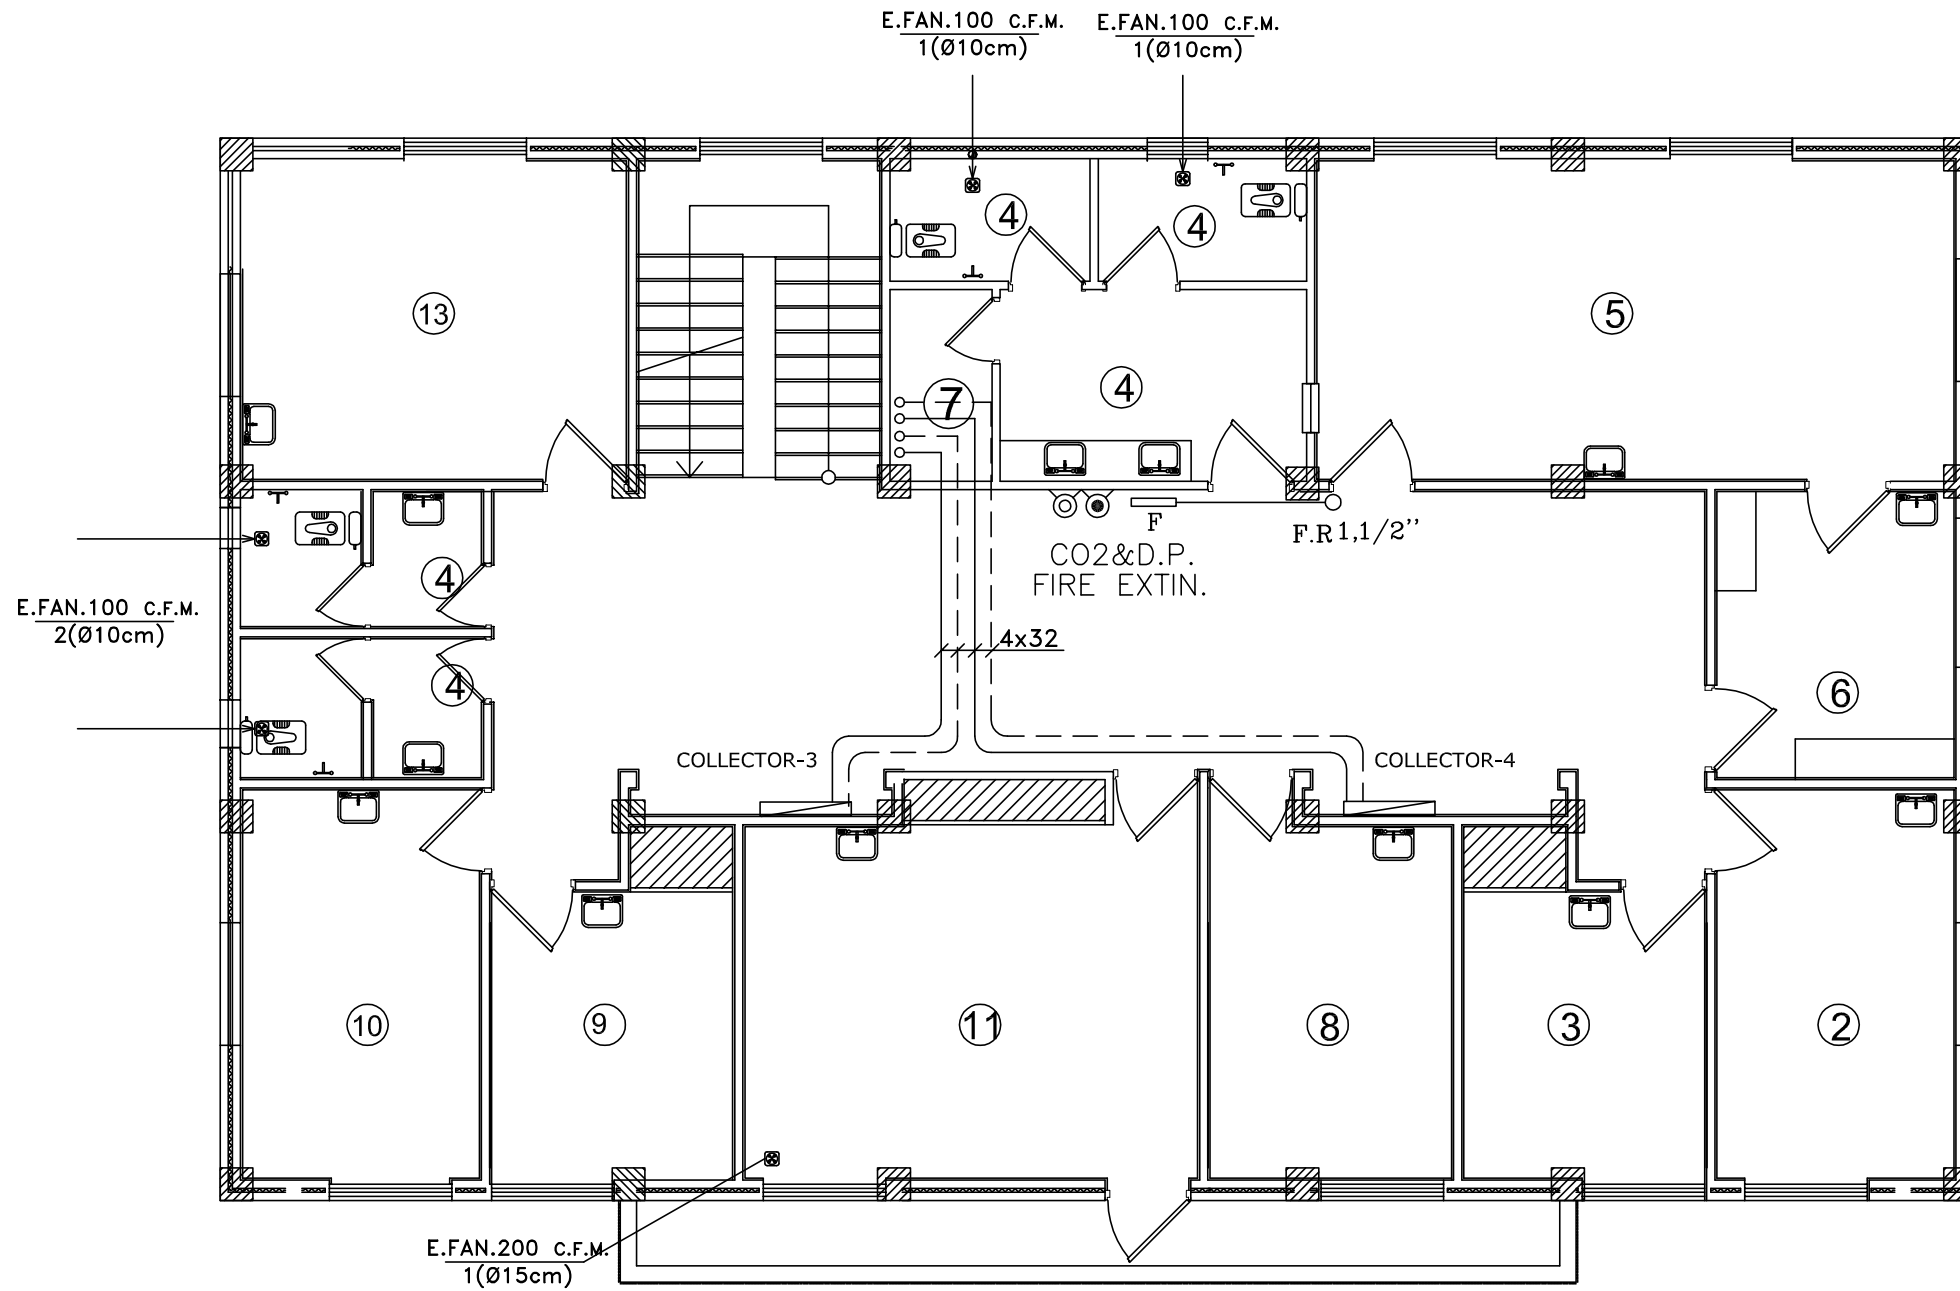 E.FAN.100 C.F.M.
1(Ø10cm)
E.FAN.100 C.F.M.
1(Ø10cm)
4
4
13
5
7
4
F
F.R1,1/2''
CO2&D.P.
FIRE EXTIN.
4
E.FAN.100 C.F.M.
2(Ø10cm)
4x32
4
6
COLLECTOR-3
COLLECTOR-4
10
9
11
8
3
2
E.FAN.200 C.F.M.
1(Ø15cm)